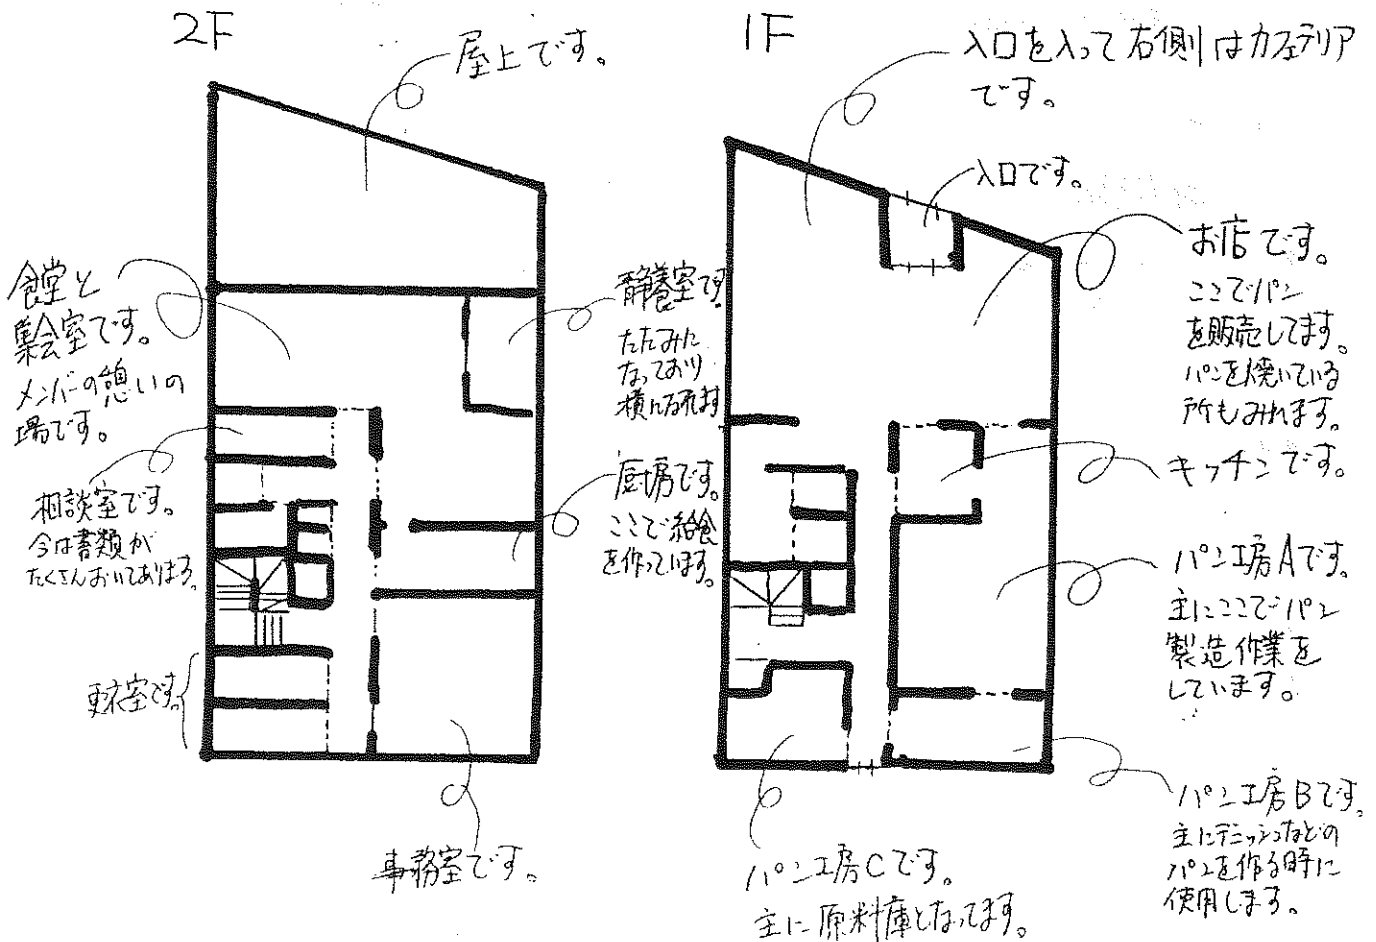 2F
屋上です。
食堂と
集会室です。
メンバーの憩いの
場です。
静養室です
たたみに
なっており
横になれます
相談室です。
今は書類が
たくさんおいてあります。
厨房です。
ここで給食
を作っています。
更衣室です。
事務室です。
1F
入口を入って右側はカフェテリア
です。
入口です。
お店です。
ここでパン
を販売してます。
パンを焼いている
所もみれます。
キッチンです。
パン工房Aです。
主にここでパン
製造作業を
しています。
パン工房Bです。
主にデニッシュなどの
パンを作る時に
使用します。
パン工房Cです。
主に原料庫となってます。